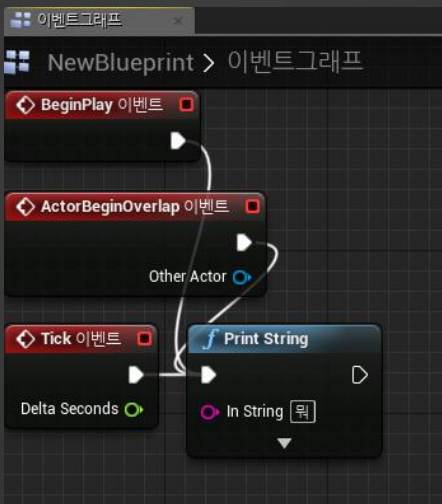 이벤트그래프
NewBlueprint > 이벤트그래프
BeginPlay 이벤트
ActorBeginOverlap 이벤트
Other Actor
Tick 이벤트
Delta Seconds
f Print String
In String 뭐